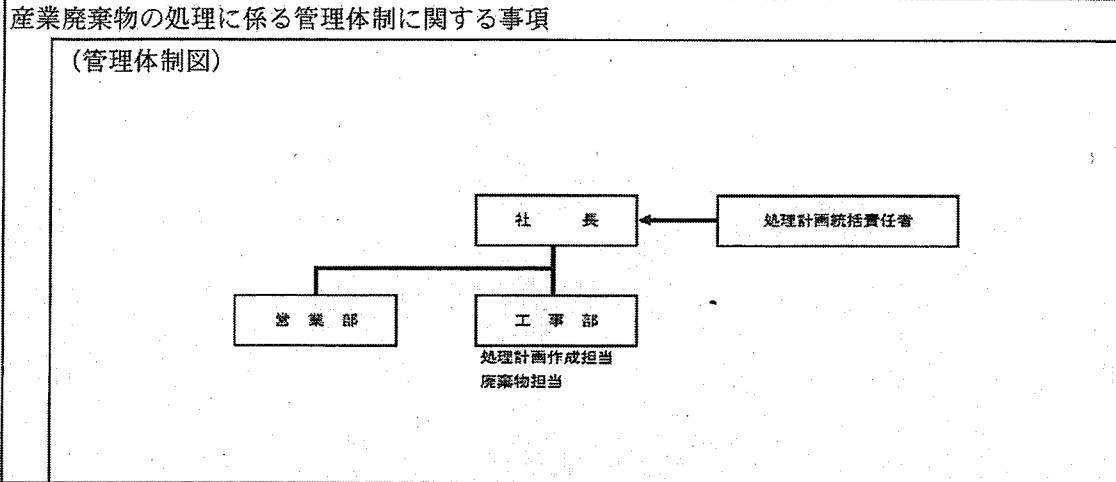 産業廃棄物の処理に係る管理体制に関する事項
（管理体制図）
社長
処理計画統括責任者
営業部
工事部
処理計画作成担当
廃棄物担当